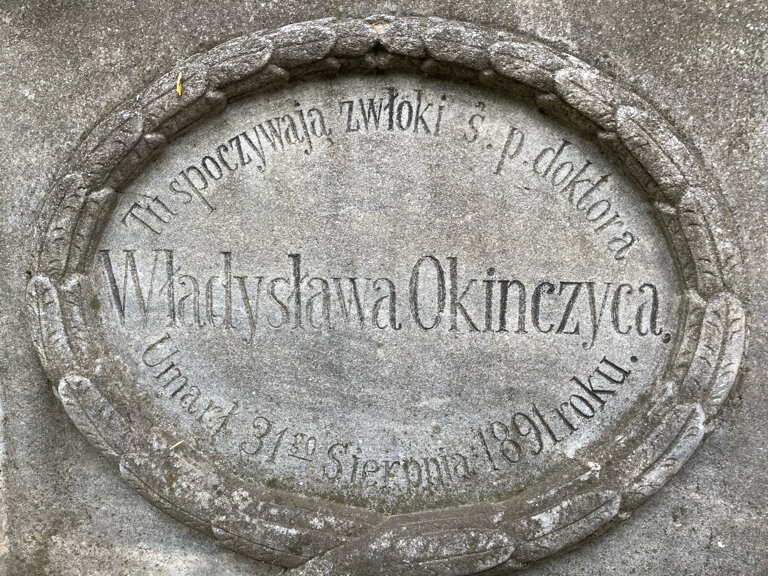 Tu spoczywają zwłoki ś. p. doktora
Władysława Okinczyca.
Umarł 31go Sierpnia 1891 roku.